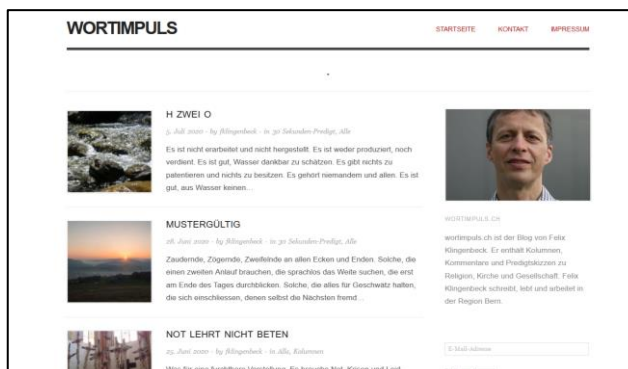 WORTIMPULS
STARTSEITE KONTAKT IMPRESSUM
H ZWEI O
5. Juli 2020 - by fklingenbeck - in 30 Sekunden-Predigt, Alle
Es ist nicht erarbeitet und nicht hergestellt. Es ist weder produziert, noch
verdient. Es ist gut, Wasser dankbar zu schätzen. Es gibt nichts zu
patentieren und nichts zu besitzen. Es gehört niemandem und allen. Es ist
gut, aus Wasser keinen...
MUSTERGÜLTIG
28. Juni 2020 - by fklingenbeck - in 30 Sekunden-Predigt, Alle
Zaudernde, Zögernde, Zweifelnde an allen Ecken und Enden. Solche, die
einen zweiten Anlauf brauchen, die sprachlos das Weite suchen, die erst
am Ende des Tages durchblicken. Solche, die alles für Geschwätz halten,
die sich einschliessen, denen selbst die Nächsten fremd...
NOT LEHRT NICHT BETEN
25. Juni 2020 - by fklingenbeck - in Alle, Kolumnen
WORTIMPULS.CH
wortimpuls.ch ist der Blog von Felix
Klingenbeck. Er enthält Kolumnen,
Kommentare und Predigtskizzen zu
Religion, Kirche und Gesellschaft. Felix
Klingenbeck schreibt, lebt und arbeitet in
der Region Bern.
E-Mail-Adresse